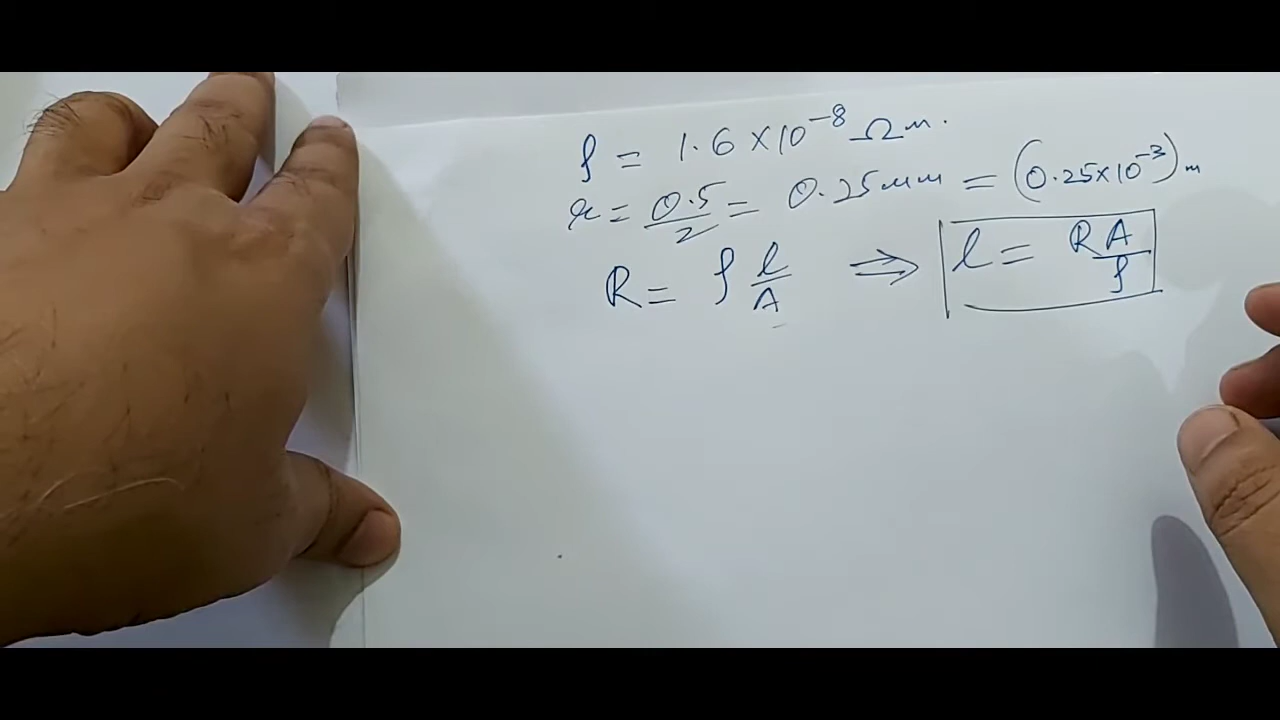 ρ = 1.6 × 10⁻⁸ Ωm.
r = 0.5/2 = 0.25 mm = (0.25×10⁻³) m
R = ρ l/A ⇒ l = RA/ρ